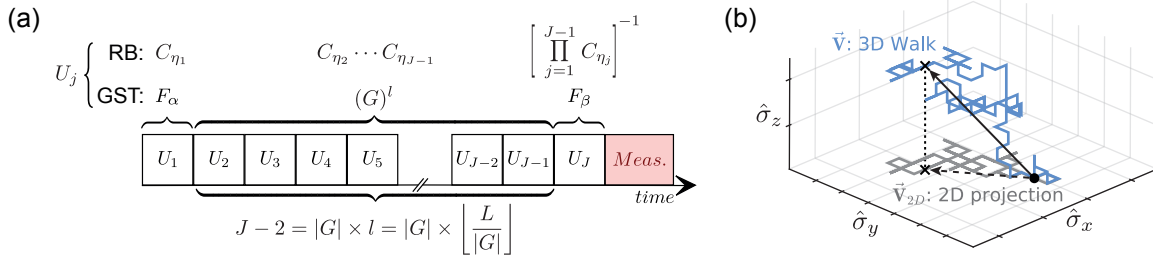 (a)
U_j { RB: C_{η_1} C_{η_2} ⋯ C_{η_{J−1}} [ ∏_{j=1}^{J−1} C_{η_j} ]^{−1}
GST: F_α (G)^l F_β
U_1 U_2 U_3 U_4 U_5 // U_{J−2} U_{J−1} U_J Meas.
time
J − 2 = |G| × l = |G| × ⌊ L / |G| ⌋
(b)
v⃗: 3D Walk
σ̂_z
v⃗_{2D}: 2D projection
σ̂_y
σ̂_x